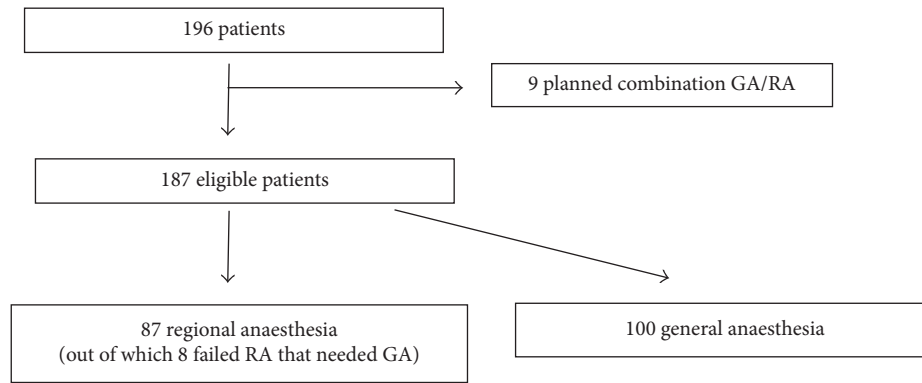 196 patients
9 planned combination GA/RA
187 eligible patients
87 regional anaesthesia
(out of which 8 failed RA that needed GA)
100 general anaesthesia